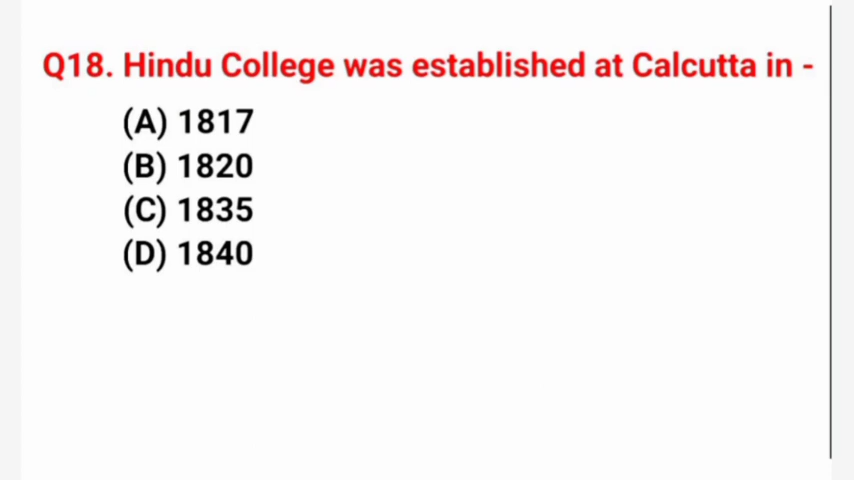 Q18. Hindu College was established at Calcutta in -
(A) 1817
(B) 1820
(C) 1835
(D) 1840